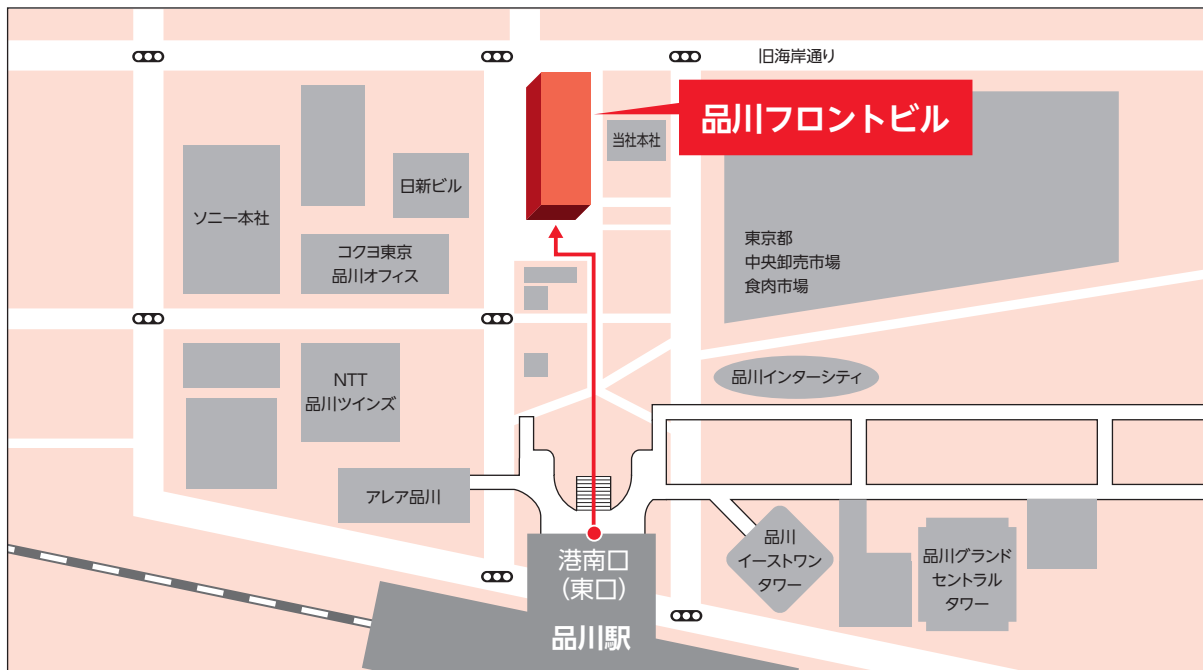 旧海岸通り
品川フロントビル
当社本社
日新ビル
ソニー本社
コクヨ東京
品川オフィス
東京都
中央卸売市場
食肉市場
品川インターシティ
NTT
品川ツインズ
アレア品川
港南口
(東口)
品川駅
品川
イーストワン
タワー
品川グランド
セントラル
タワー